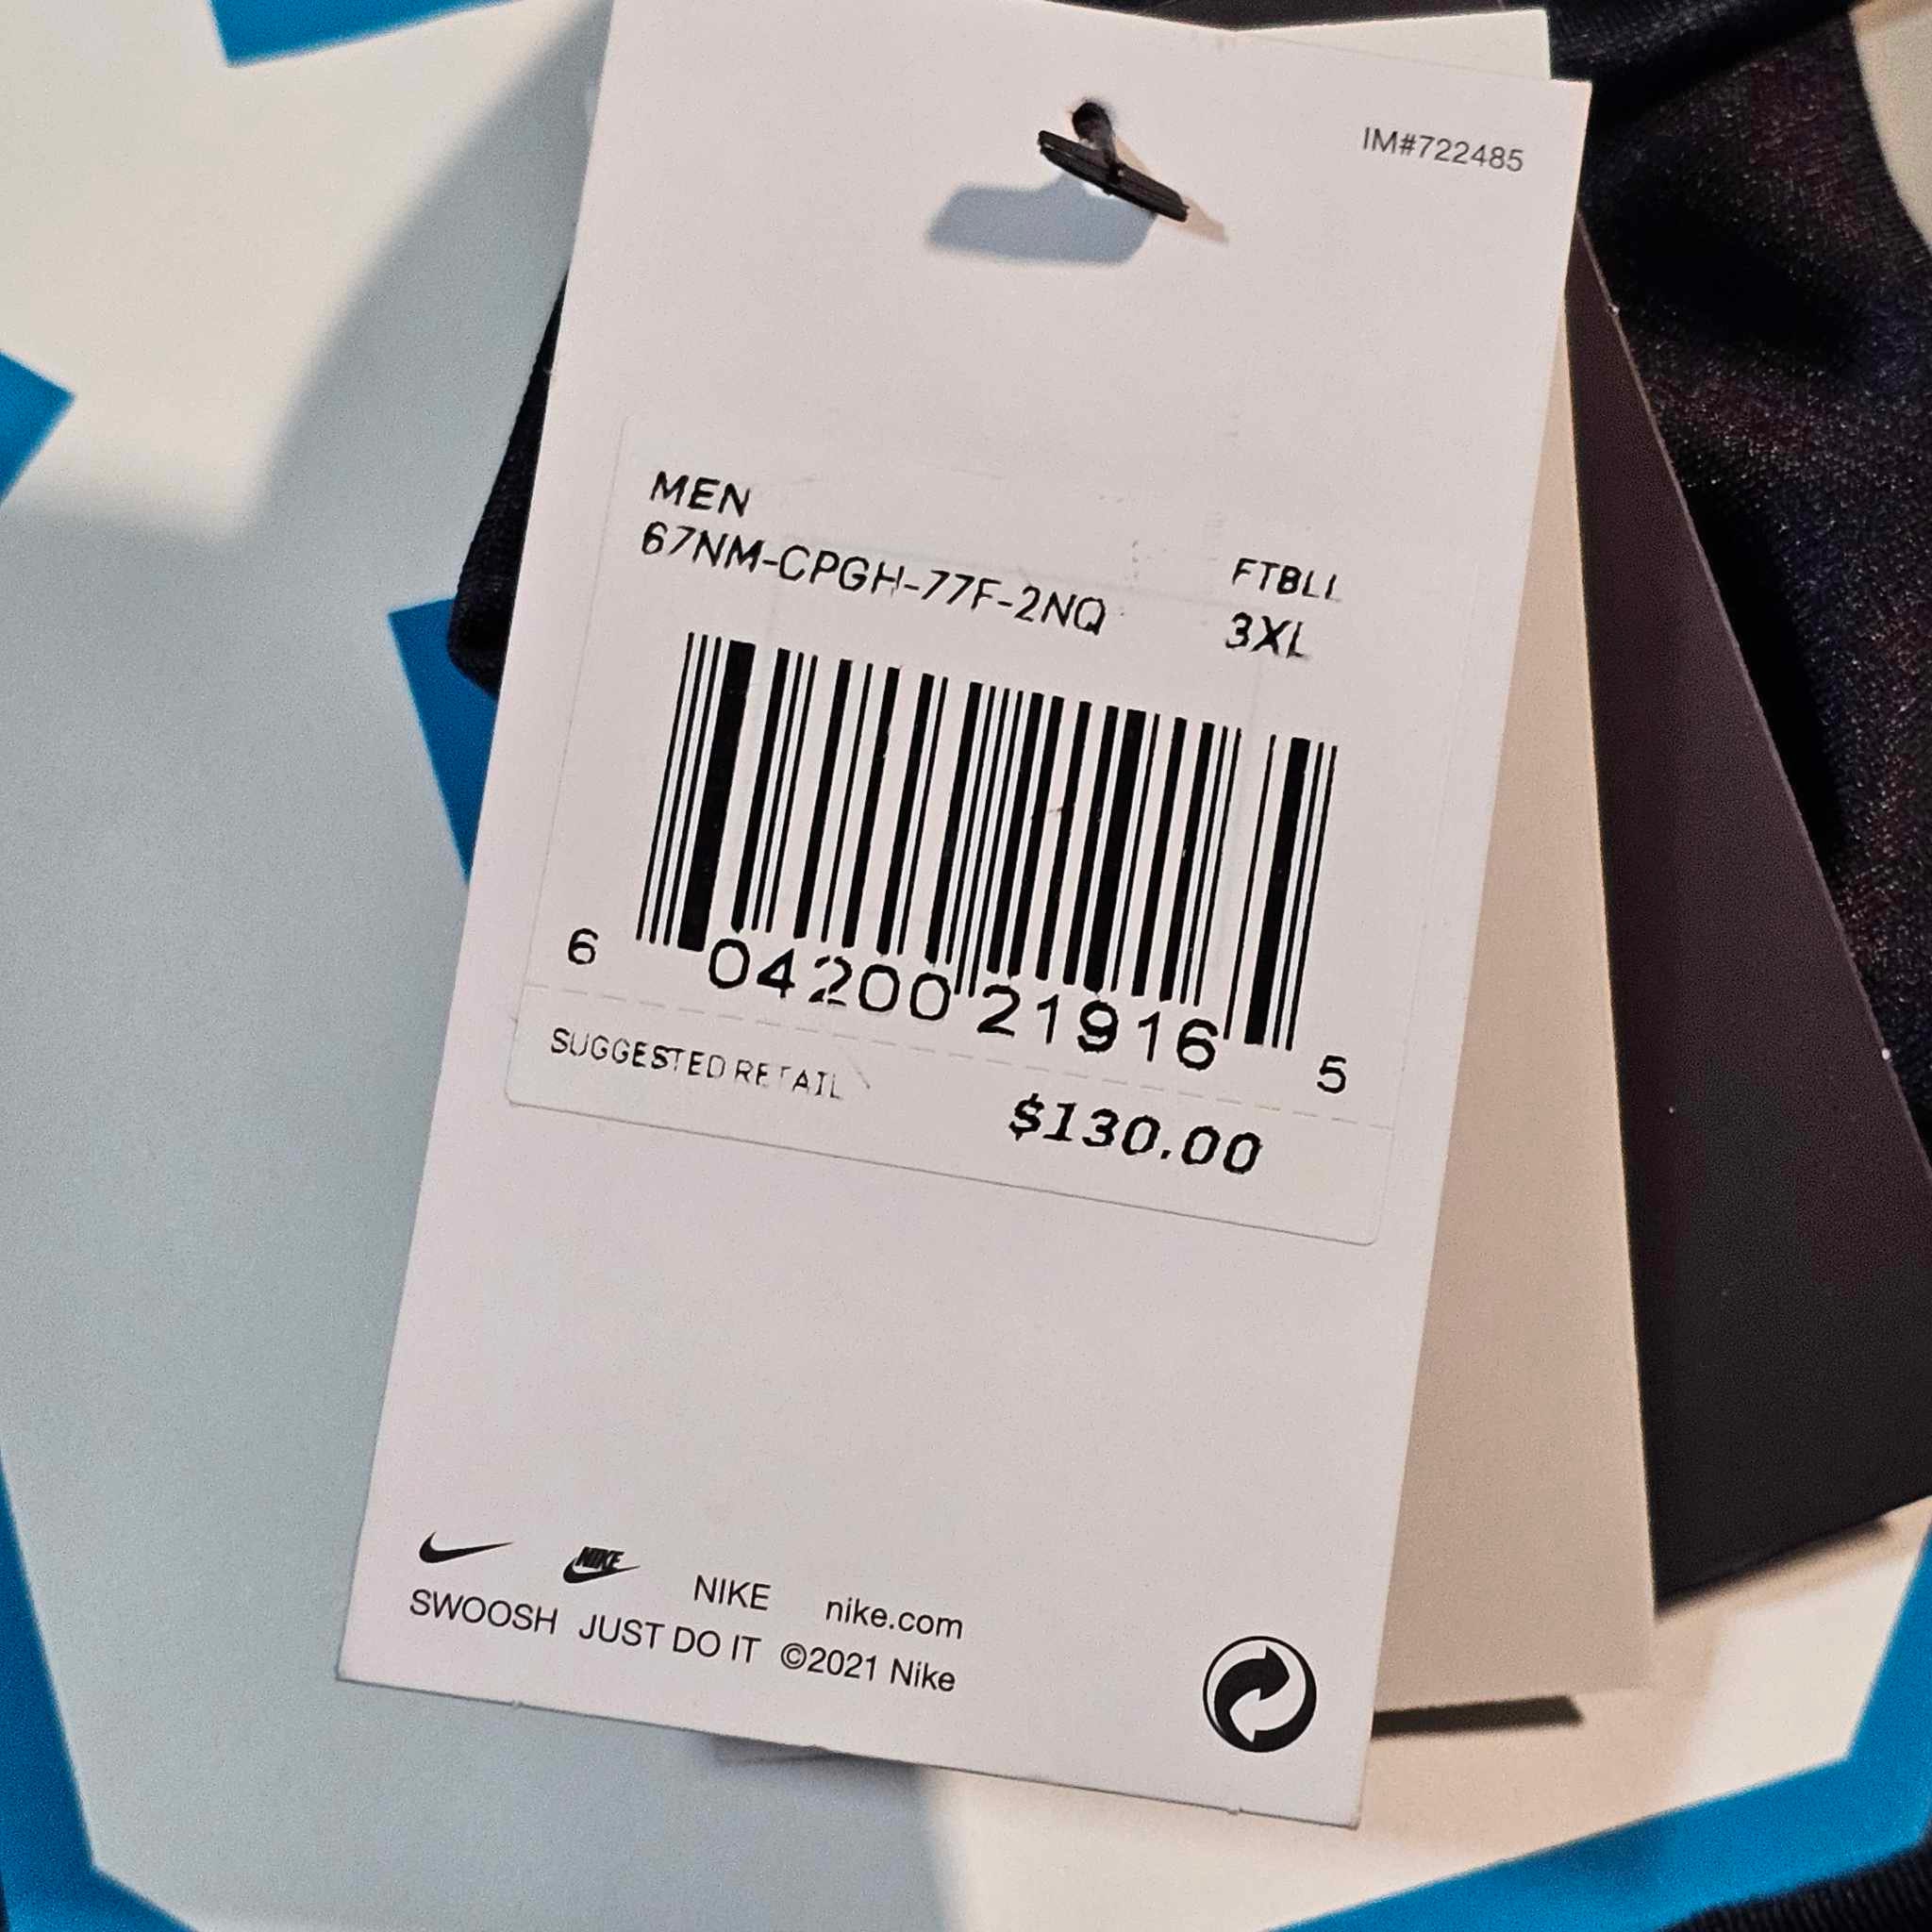 IM#722485
MEN
FTBLL
67NM-CPGH-77F-2NQ
3XL
6 04200 21916 5
SUGGESTED RETAIL
$130.00
NIKE NIKE nike.com
SWOOSH JUST DO IT ©2021 Nike